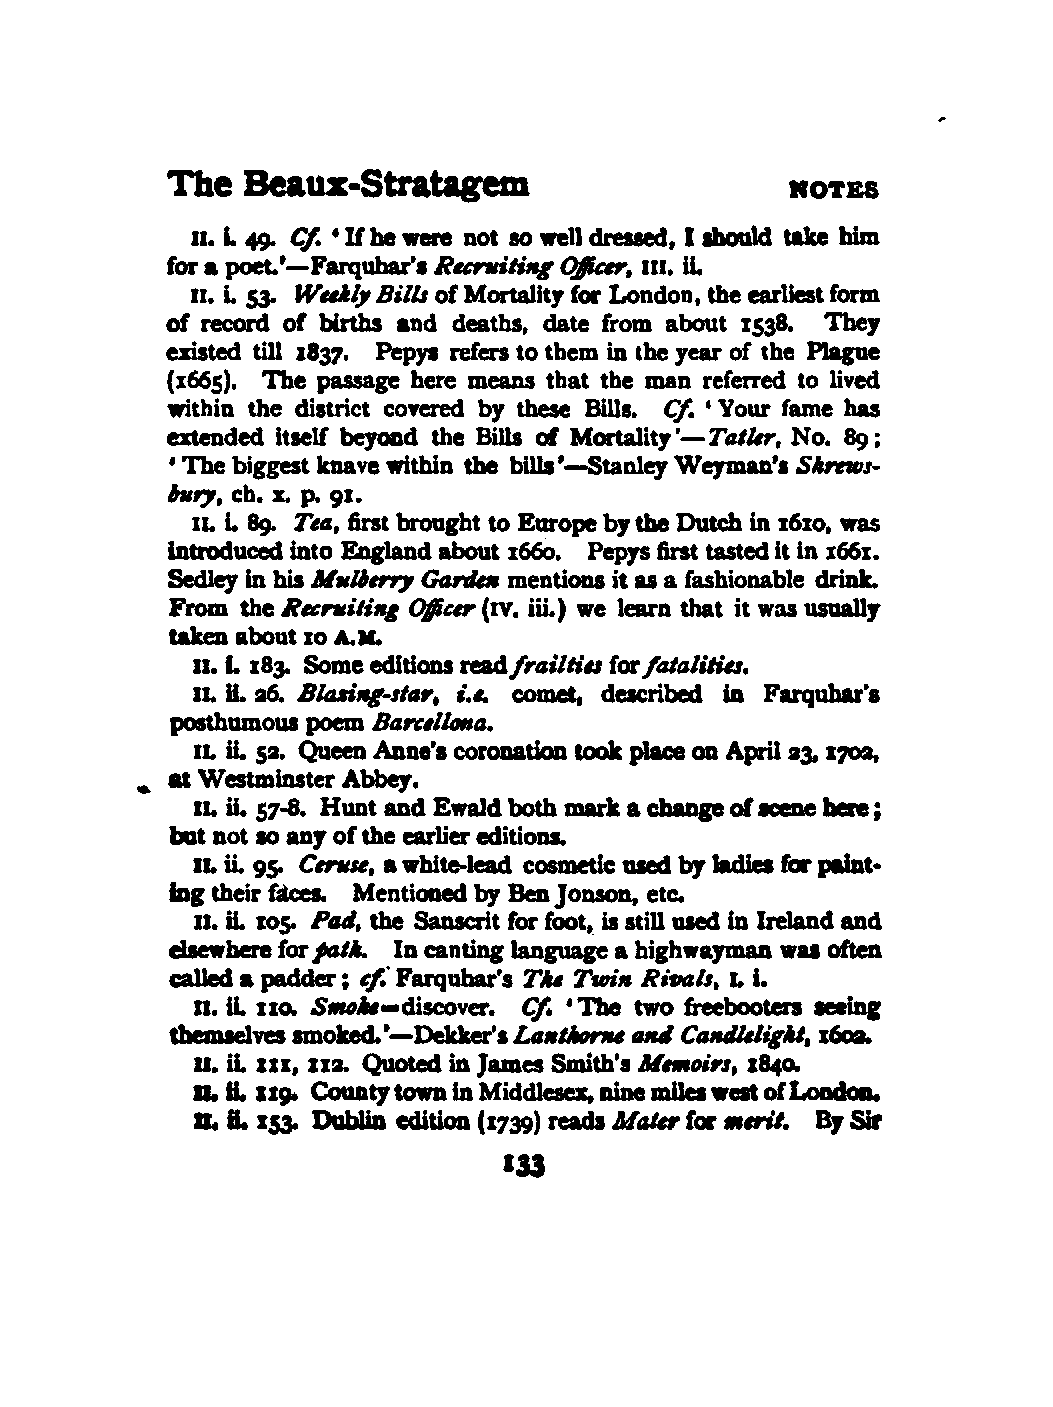 The Beaux-Stratagem NOTES
II. i. 49. Cf. ‘If he were not so well dressed, I should take him
for a poet.’—Farquhar's Recruiting Officer, III. ii.
II. i. 53. Weekly Bills of Mortality for London, the earliest form
of record of births and deaths, date from about 1538. They
existed till 1837. Pepys refers to them in the year of the Plague
(1665). The passage here means that the man referred to lived
within the district covered by these Bills. Cf. ‘Your fame has
extended itself beyond the Bills of Mortality’—Tatler, No. 89;
‘The biggest knave within the bills’—Stanley Weyman's Shrews-
bury, ch. x. p. 91.
II. i. 89. Tea, first brought to Europe by the Dutch in 1610, was
introduced into England about 1660. Pepys first tasted it in 1661.
Sedley in his Mulberry Garden mentions it as a fashionable drink.
From the Recruiting Officer (IV. iii.) we learn that it was usually
taken about 10 A.M.
II. i. 183. Some editions read frailties for fatalities.
II. ii. 26. Blazing-star, i.e. comet, described in Farquhar's
posthumous poem Barcellona.
II. ii. 52. Queen Anne's coronation took place on April 23, 1702,
at Westminster Abbey.
II. ii. 57-8. Hunt and Ewald both mark a change of scene here;
but not so any of the earlier editions.
II. ii. 95. Ceruse, a white-lead cosmetic used by ladies for paint-
ing their faces. Mentioned by Ben Jonson, etc.
II. ii. 105. Pad, the Sanscrit for foot, is still used in Ireland and
elsewhere for path. In canting language a highwayman was often
called a padder; cf. Farquhar's The Twin Rivals, I. i.
II. ii. 110. Smoke=discover. Cf. ‘The two freebooters seeing
themselves smoked.’—Dekker's Lanthorne and Candlelight, 1602.
II. ii. 111, 112. Quoted in James Smith's Memoirs, 1840.
II. ii. 119. County town in Middlesex, nine miles west of London.
II. ii. 153. Dublin edition (1739) reads Mater for merit. By Sir
133